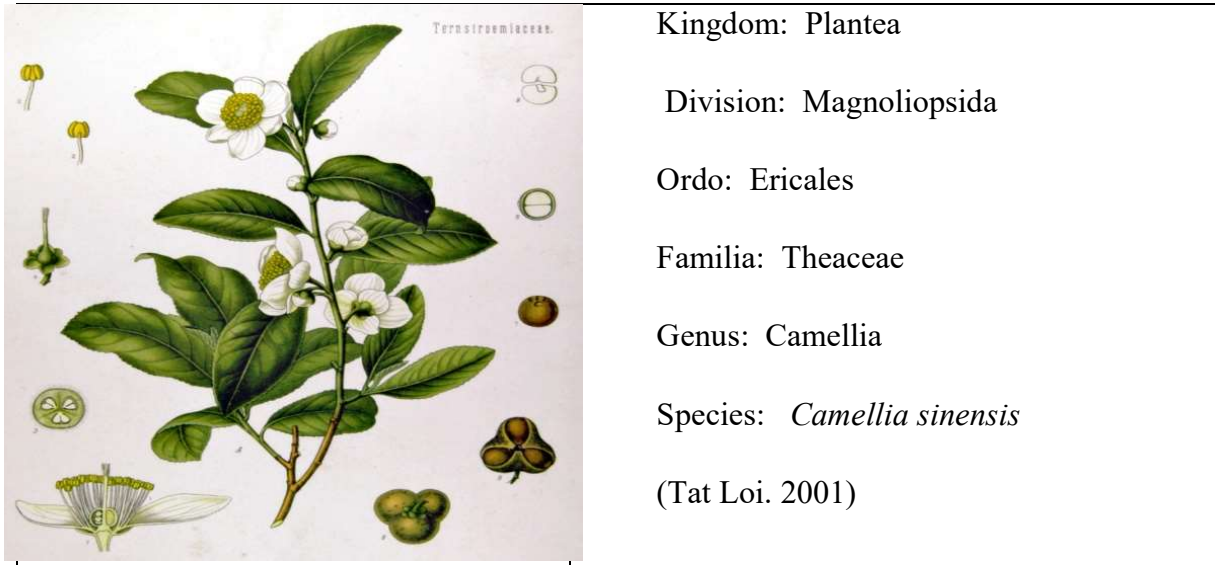 Ternstroemiaceae.
Kingdom: Plantea
Division: Magnoliopsida
Ordo: Ericales
Familia: Theaceae
Genus: Camellia
Species: Camellia sinensis
(Tat Loi. 2001)